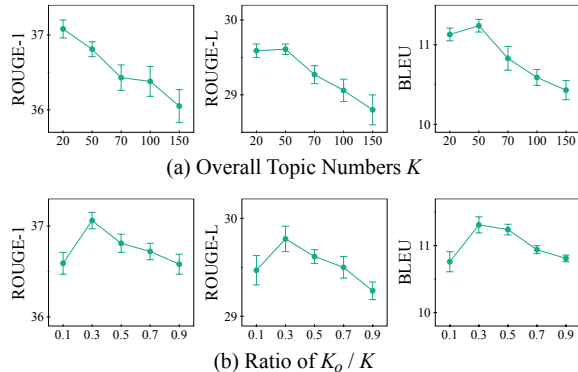 ROUGE-1
37
36
20 50 70 100 150
ROUGE-L
30
29
20 50 70 100 150
BLEU
11
10
20 50 70 100 150
(a) Overall Topic Numbers K
ROUGE-1
37
36
0.1 0.3 0.5 0.7 0.9
ROUGE-L
30
29
0.1 0.3 0.5 0.7 0.9
BLEU
11
10
0.1 0.3 0.5 0.7 0.9
(b) Ratio of Ko / K